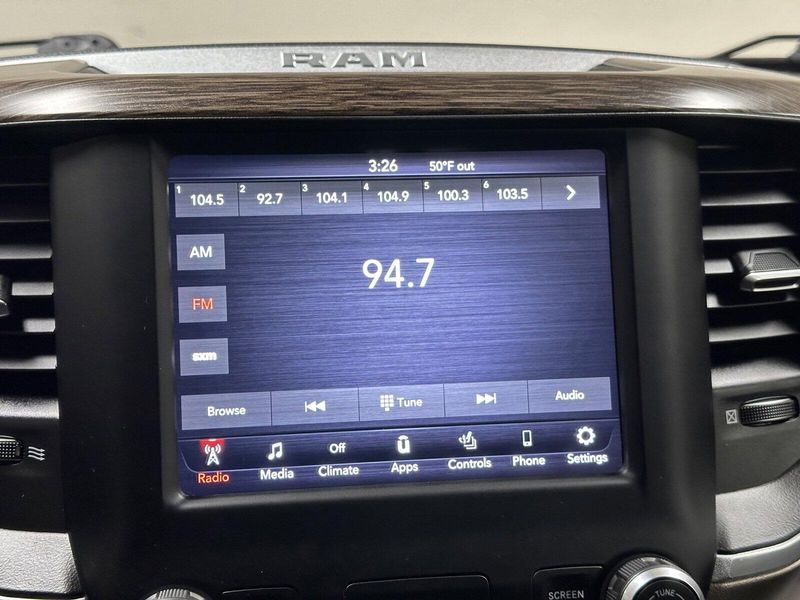 RAM
3:26 50°F out
1 104.5 2 92.7 3 104.1 4 104.9 5 100.3 6 103.5
AM
94.7
FM
sxm
Browse Tune Audio
Off
Radio Media Climate Apps Controls Phone Settings
SCREEN TUNE